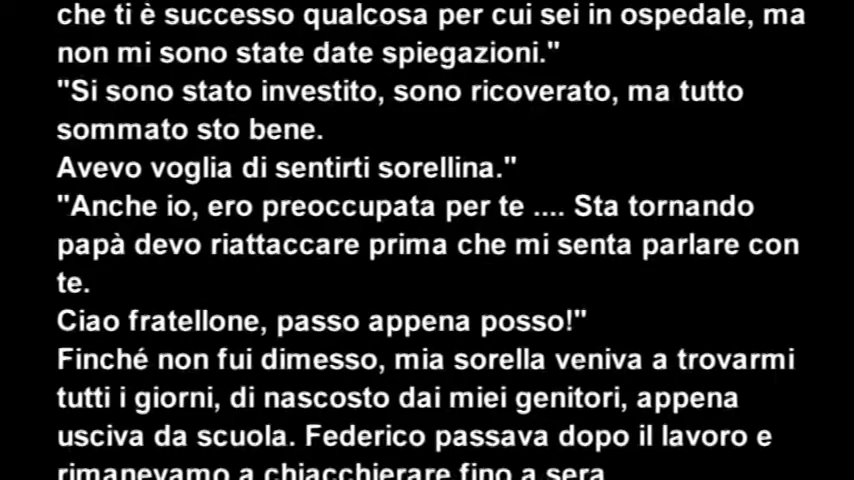 che ti è successo qualcosa per cui sei in ospedale, ma
non mi sono state date spiegazioni."
"Si sono stato investito, sono ricoverato, ma tutto
sommato sto bene.
Avevo voglia di sentirti sorellina."
"Anche io, ero preoccupata per te .... Sta tornando
papà devo riattaccare prima che mi senta parlare con
te.
Ciao fratellone, passo appena posso!"
Finché non fui dimesso, mia sorella veniva a trovarmi
tutti i giorni, di nascosto dai miei genitori, appena
usciva da scuola. Federico passava dopo il lavoro e
rimanevamo a chiacchierare fino a sera